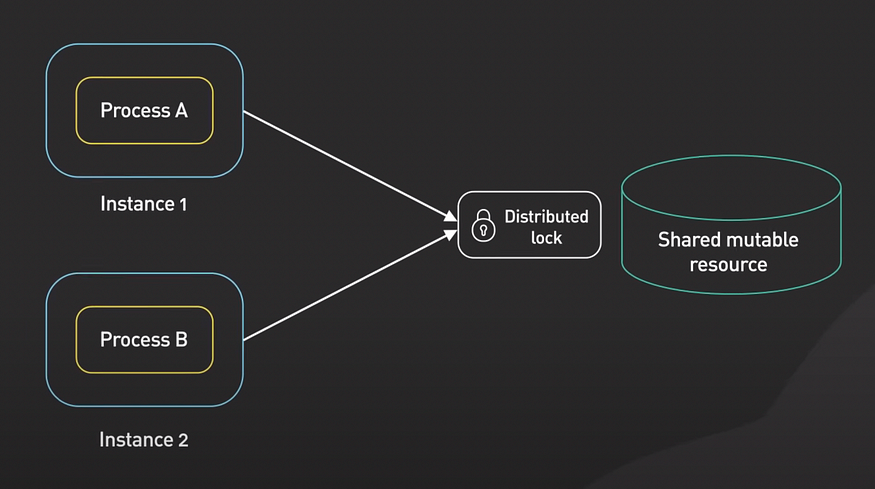 Process A
Instance 1
Distributed
lock
Shared mutable
resource
Process B
Instance 2